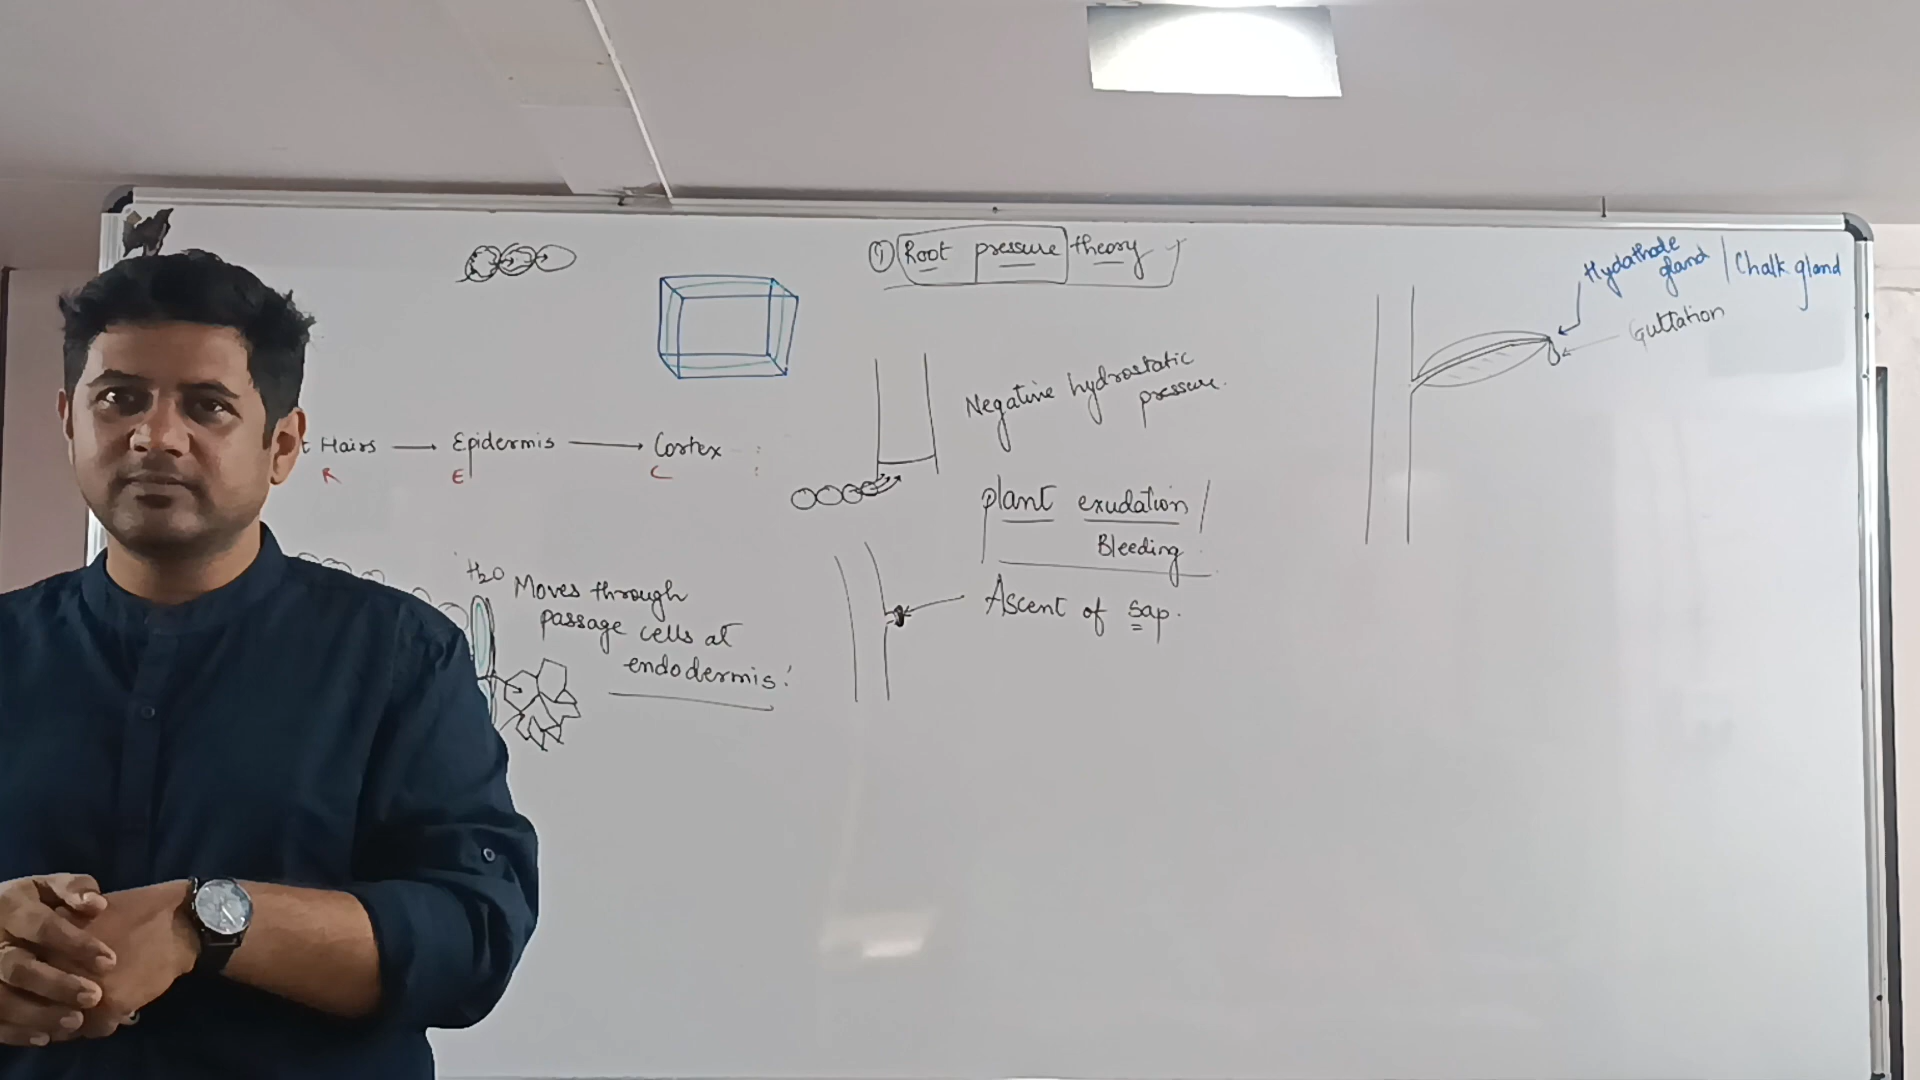 ① Root pressure theory
Hydathode
gland / Chalk gland
Guttation
Negative hydrostatic
pressure.
t Hairs → Epidermis → Cortex
R E C
plant exudation /
Bleeding
H2O Moves through
passage cells at
endodermis.
Ascent of sap.